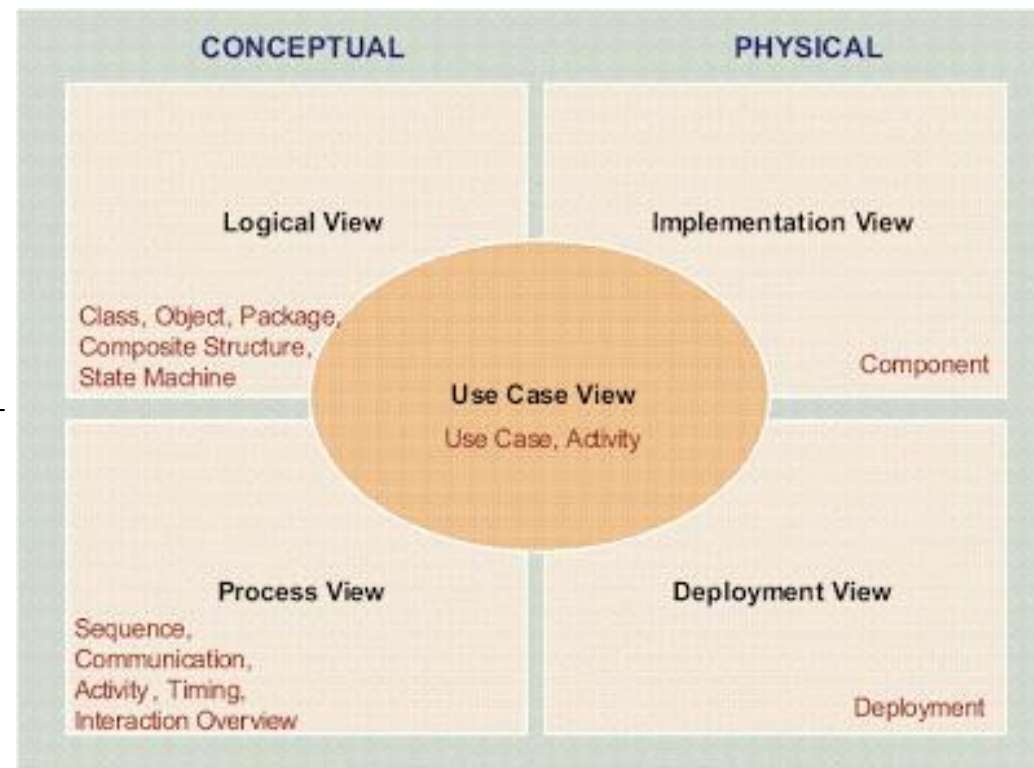 CONCEPTUAL
PHYSICAL
Logical View
Implementation View
Class, Object, Package,
Composite Structure,
State Machine
Component
Use Case View
Use Case, Activity
Process View
Deployment View
Sequence,
Communication,
Activity, Timing,
Interaction Overview
Deployment